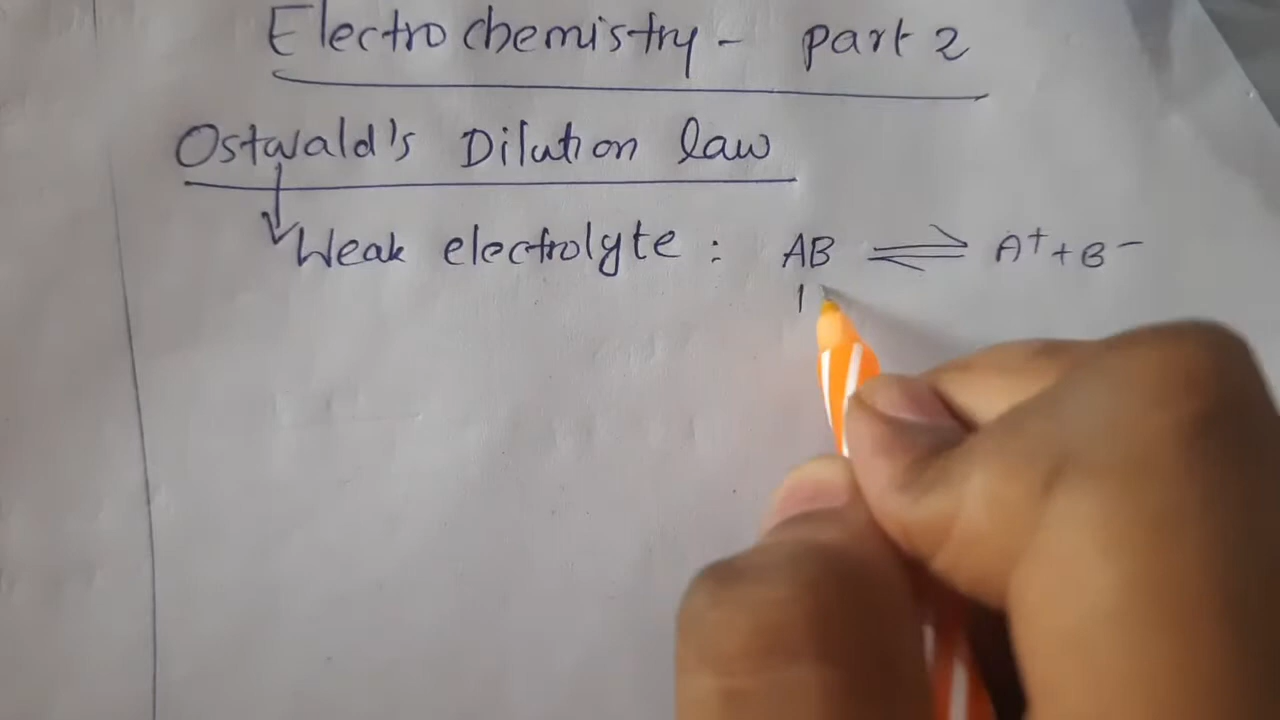 Electrochemistry - part 2
Ostwald's Dilution law
Weak electrolyte : AB ⇌ A⁺ + B⁻
1